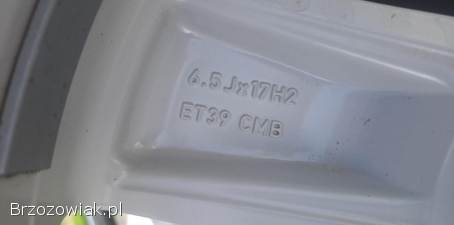 6.5Jx17H2
ET39 CMB
Brzozowiak.pl